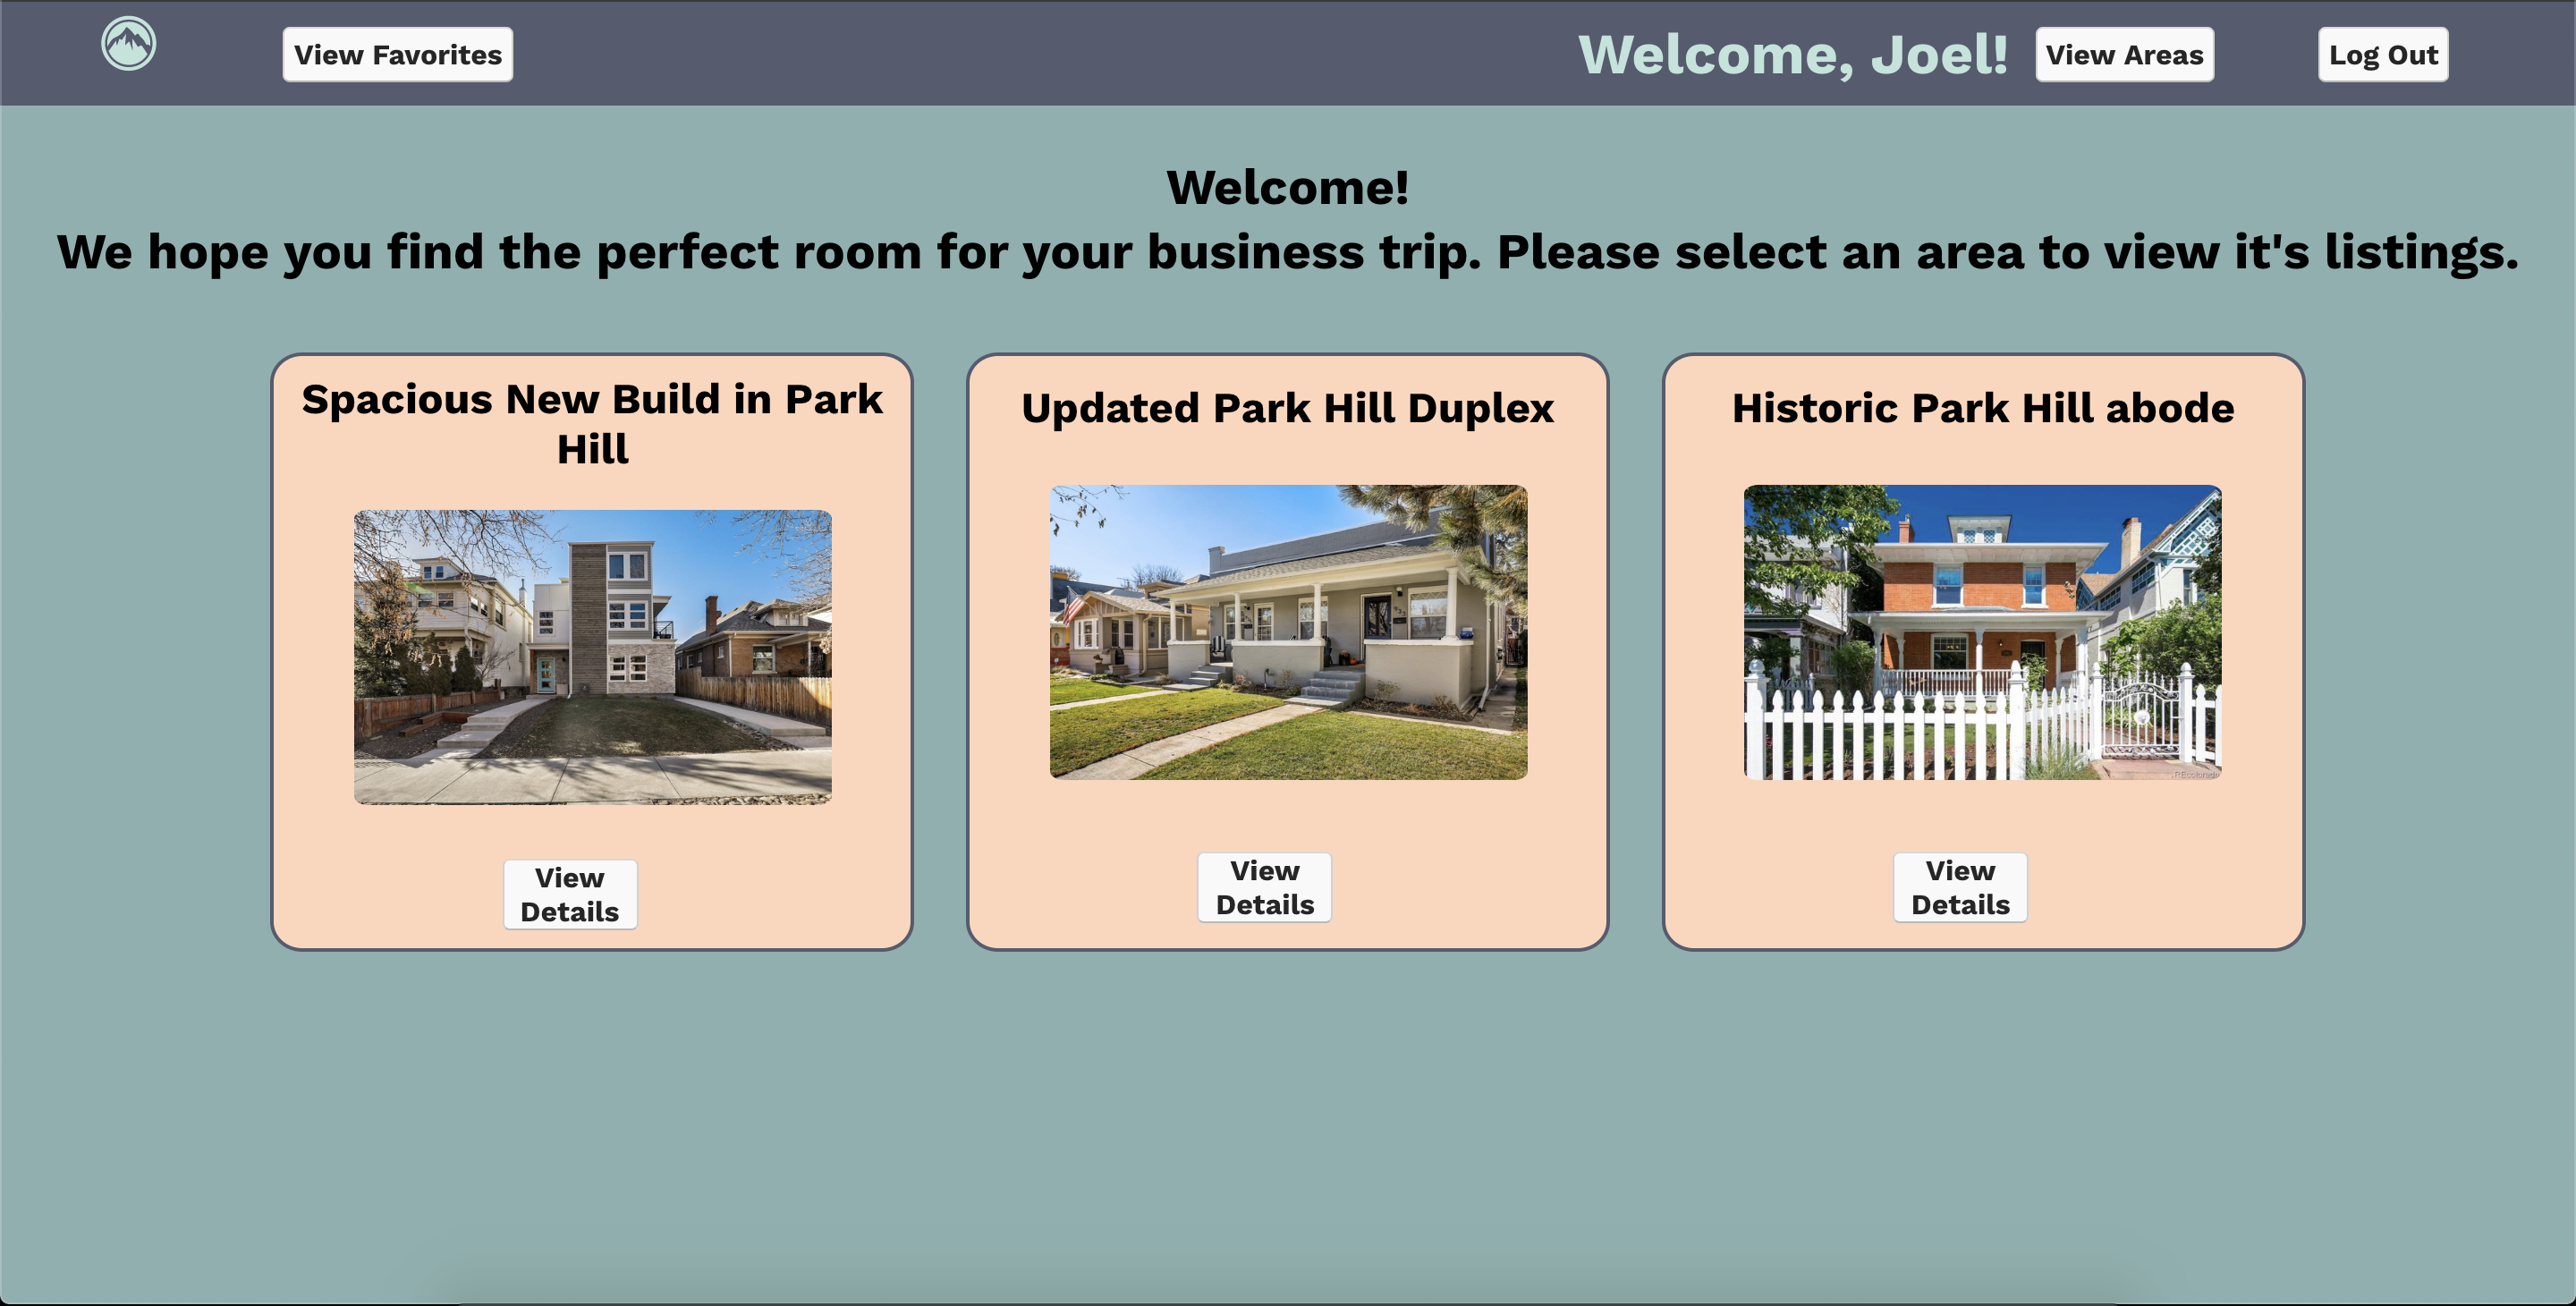 View Favorites
Welcome, Joel!
View Areas
Log Out
Welcome!
We hope you find the perfect room for your business trip. Please select an area to view it's listings.
Spacious New Build in Park
Hill
Updated Park Hill Duplex
Historic Park Hill abode
View
Details
View
Details
View
Details